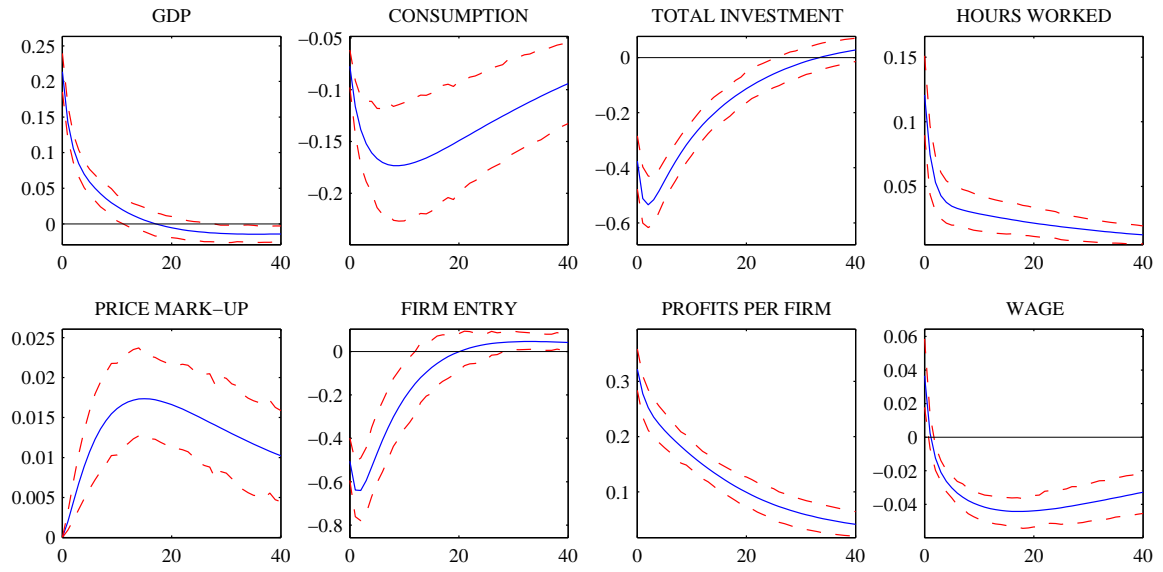 GDP
0.25
0.2
0.15
0.1
0.05
0
0 20 40
CONSUMPTION
−0.05
−0.1
−0.15
−0.2
0 20 40
TOTAL INVESTMENT
0
−0.2
−0.4
−0.6
0 20 40
HOURS WORKED
0.15
0.1
0.05
0 20 40
PRICE MARK−UP
0.025
0.02
0.015
0.01
0.005
0
0 20 40
FIRM ENTRY
0
−0.2
−0.4
−0.6
−0.8
0 20 40
PROFITS PER FIRM
0.3
0.2
0.1
0 20 40
WAGE
0.06
0.04
0.02
0
−0.02
−0.04
0 20 40